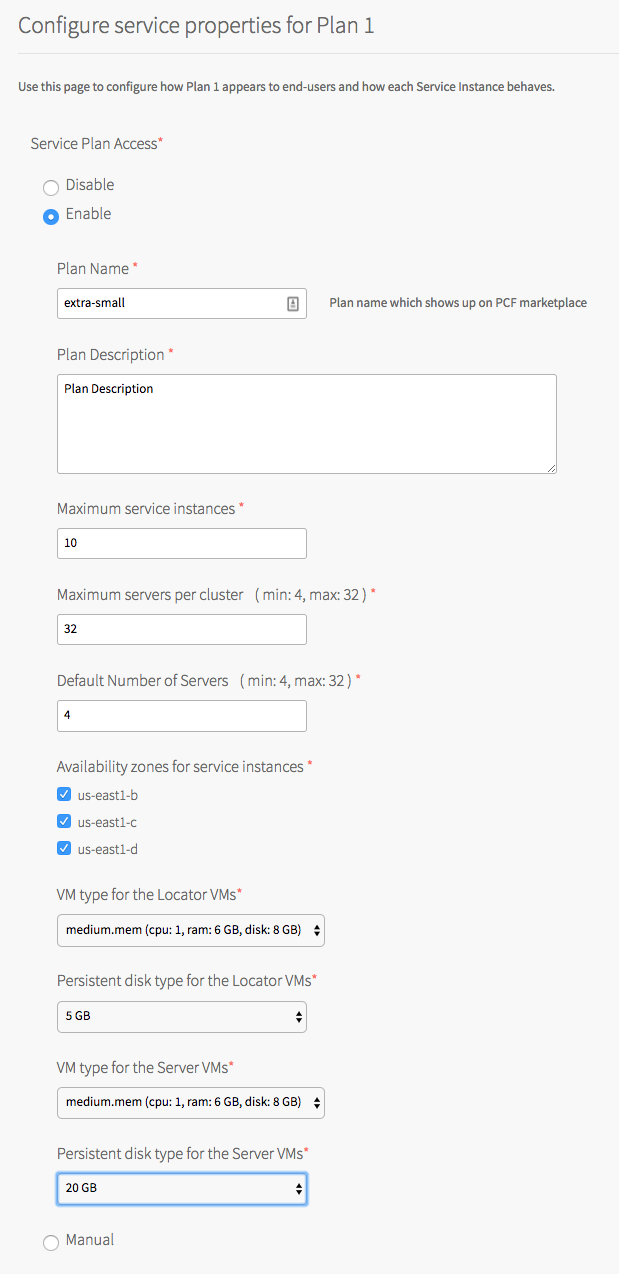 Configure service properties for Plan 1
Use this page to configure how Plan 1 appears to end-users and how each Service Instance behaves.
Service Plan Access*
Disable
Enable
Plan Name *
extra-small
Plan name which shows up on PCF marketplace
Plan Description *
Plan Description
Maximum service instances *
10
Maximum servers per cluster ( min: 4, max: 32 ) *
32
Default Number of Servers ( min: 4, max: 32 ) *
4
Availability zones for service instances *
us-east1-b
us-east1-c
us-east1-d
VM type for the Locator VMs*
medium.mem (cpu: 1, ram: 6 GB, disk: 8 GB)
Persistent disk type for the Locator VMs*
5 GB
VM type for the Server VMs*
medium.mem (cpu: 1, ram: 6 GB, disk: 8 GB)
Persistent disk type for the Server VMs*
20 GB
Manual